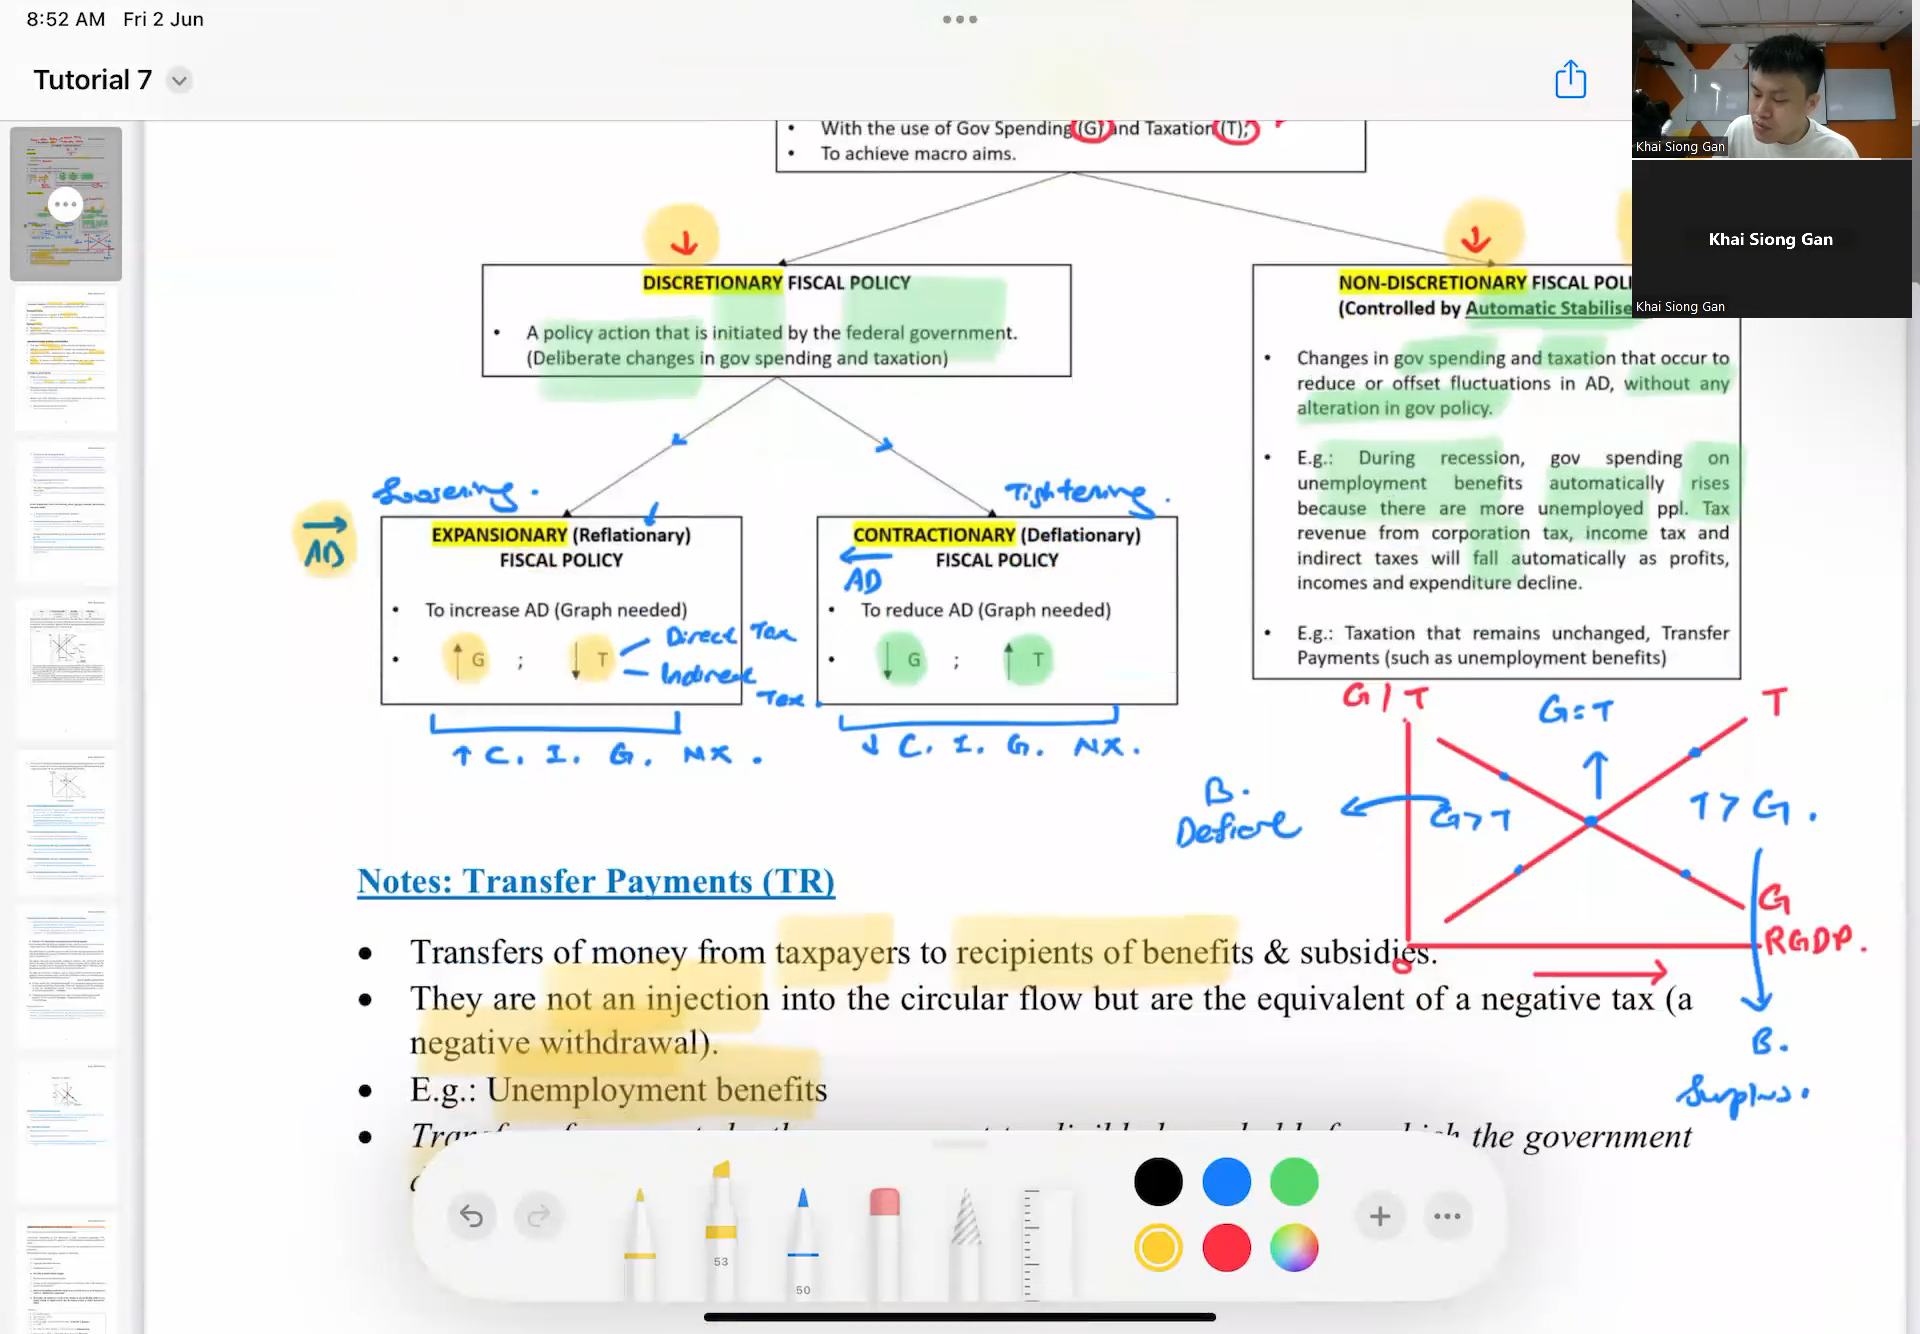 8:52 AM Fri 2 Jun
Tutorial 7
Khai Siong Gan
Khai Siong Gan
Khai Siong Gan
• With the use of Gov Spending (G) and Taxation (T);
• To achieve macro aims.
DISCRETIONARY FISCAL POLICY
• A policy action that is initiated by the federal government.
(Deliberate changes in gov spending and taxation)
NON-DISCRETIONARY FISCAL POLI
(Controlled by Automatic Stabilise
• Changes in gov spending and taxation that occur to
reduce or offset fluctuations in AD, without any
alteration in gov policy.
• E.g.: During recession, gov spending on
unemployment benefits automatically rises
because there are more unemployed ppl. Tax
revenue from corporation tax, income tax and
indirect taxes will fall automatically as profits,
incomes and expenditure decline.
• E.g.: Taxation that remains unchanged, Transfer
Payments (such as unemployment benefits)
Loosening.
AD
EXPANSIONARY (Reflationary)
FISCAL POLICY
• To increase AD (Graph needed)
• ↑ G ; ↓ T
Direct Tax
Indirect
Tax.
↑ C. I. G. NX.
Tightening.
CONTRACTIONARY (Deflationary)
FISCAL POLICY
AD
• To reduce AD (Graph needed)
• ↓ G ; ↑ T
↓ C. I. G. NX.
G / T
G = T
T
B.
Deficit
G > T
T > G.
G
RGDP.
0
B.
Surplus.
Notes: Transfer Payments (TR)
• Transfers of money from taxpayers to recipients of benefits & subsidies.
• They are not an injection into the circular flow but are the equivalent of a negative tax (a
negative withdrawal).
• E.g.: Unemployment benefits
the government
53
50